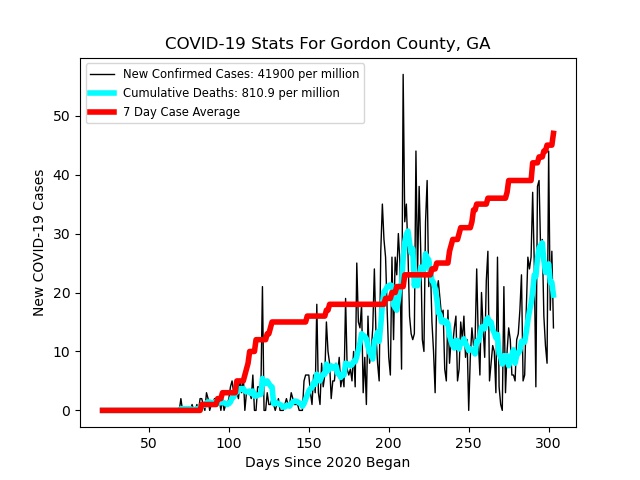 COVID-19 Stats For Gordon County, GA
New Confirmed Cases: 41900 per million
Cumulative Deaths: 810.9 per million
7 Day Case Average
New COVID-19 Cases
50
40
30
20
10
0
50 100 150 200 250 300
Days Since 2020 Began